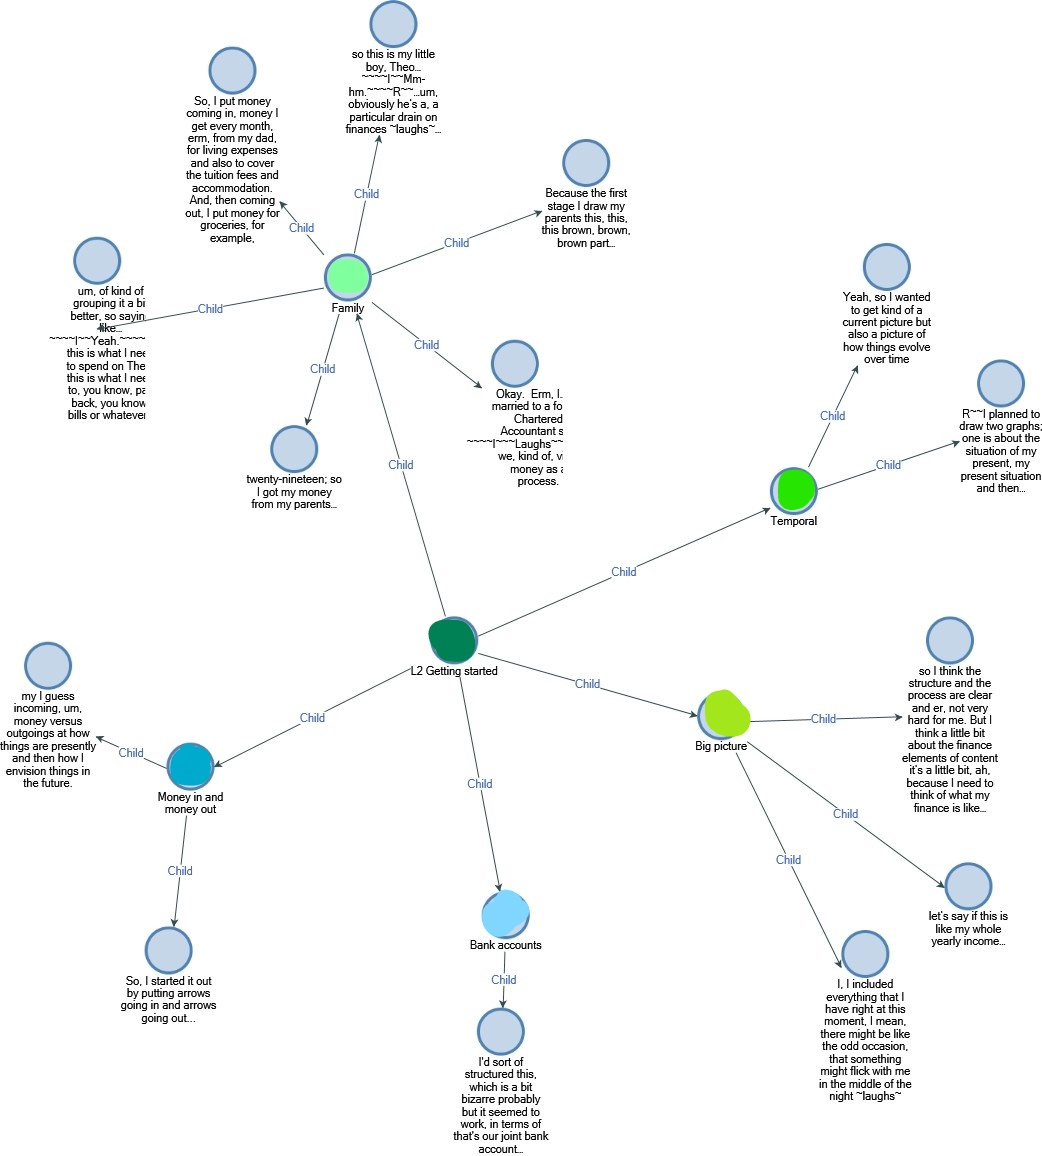 so this is my little
boy, Theo...
~~~~I~~Mm-
hm.~~~~R~~...um,
obviously he's a, a
particular drain on
finances ~laughs~...
So, I put money
coming in, money I
get every month,
erm, from my dad,
for living expenses
and also to cover
the tuition fees and
accommodation.
And, then coming
out, I put money for
groceries, for
example,
Child
Child
Because the first
stage I draw my
parents this, this,
this brown, brown,
brown part...
Child
um, of kind of
grouping it a bi
better, so sayin
like...
~~~~I~~Yeah.~~~~
this is what I nee
to spend on The
this is what I nee
to, you know, pa
back, you know
bills or whatever
Child
Family
Child
Child
Okay. Erm, I..
married to a fo
Chartered
Accountant s
~~~~I~~~Laughs~~
we, kind of, vi
money as a
process.
twenty-nineteen; so
I got my money
from my parents...
Child
Yeah, so I wanted
to get kind of a
current picture but
also a picture of
how things evolve
over time
Child
R~~I planned to
draw two graphs;
one is about the
situation of my
present, my
present situation
and then...
Child
Temporal
Child
L2 Getting started
Child
so I think the
structure and the
process are clear
and er, not very
hard for me. But I
think a little bit
about the finance
elements of content
it's a little bit, ah,
because I need to
think of what my
finance is like...
Child
Big picture
Child
let's say if this is
like my whole
yearly income...
Child
I, I included
everything that I
have right at this
moment, I mean,
there might be like
the odd occasion,
that something
might flick with me
in the middle of the
night ~laughs~
Child
my I guess
incoming, um,
money versus
outgoings at how
things are presently
and then how I
envision things in
the future.
Child
Money in and
money out
Child
So, I started it out
by putting arrows
going in and arrows
going out...
Child
Bank accounts
Child
I'd sort of
structured this,
which is a bit
bizarre probably
but it seemed to
work, in terms of
that's our joint bank
account...